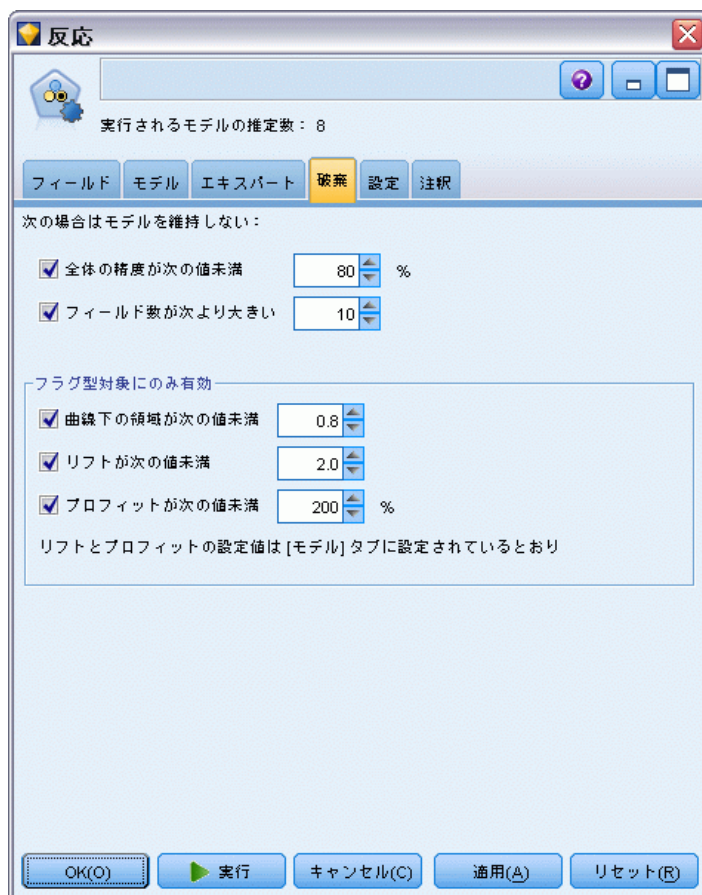 反応
実行されるモデルの推定数： 8
フィールド モデル エキスパート 破棄 設定 注釈
次の場合はモデルを維持しない：
全体の精度が次の値未満 80 %
フィールド数が次より大きい 10
フラグ型対象にのみ有効
曲線下の領域が次の値未満 0.8
リフトが次の値未満 2.0
プロフィットが次の値未満 200 %
リフトとプロフィットの設定値は [モデル] タブに設定されているとおり
OK(O) 実行 キャンセル(C) 適用(A) リセット(R)